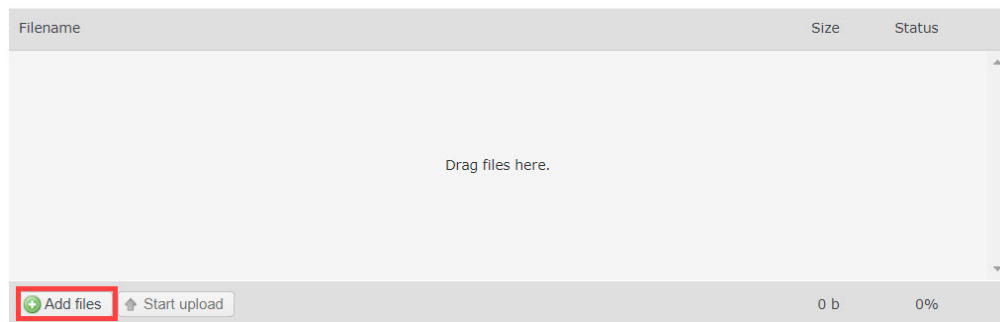 Filename Size Status
Drag files here.
Add files Start upload 0 b 0%